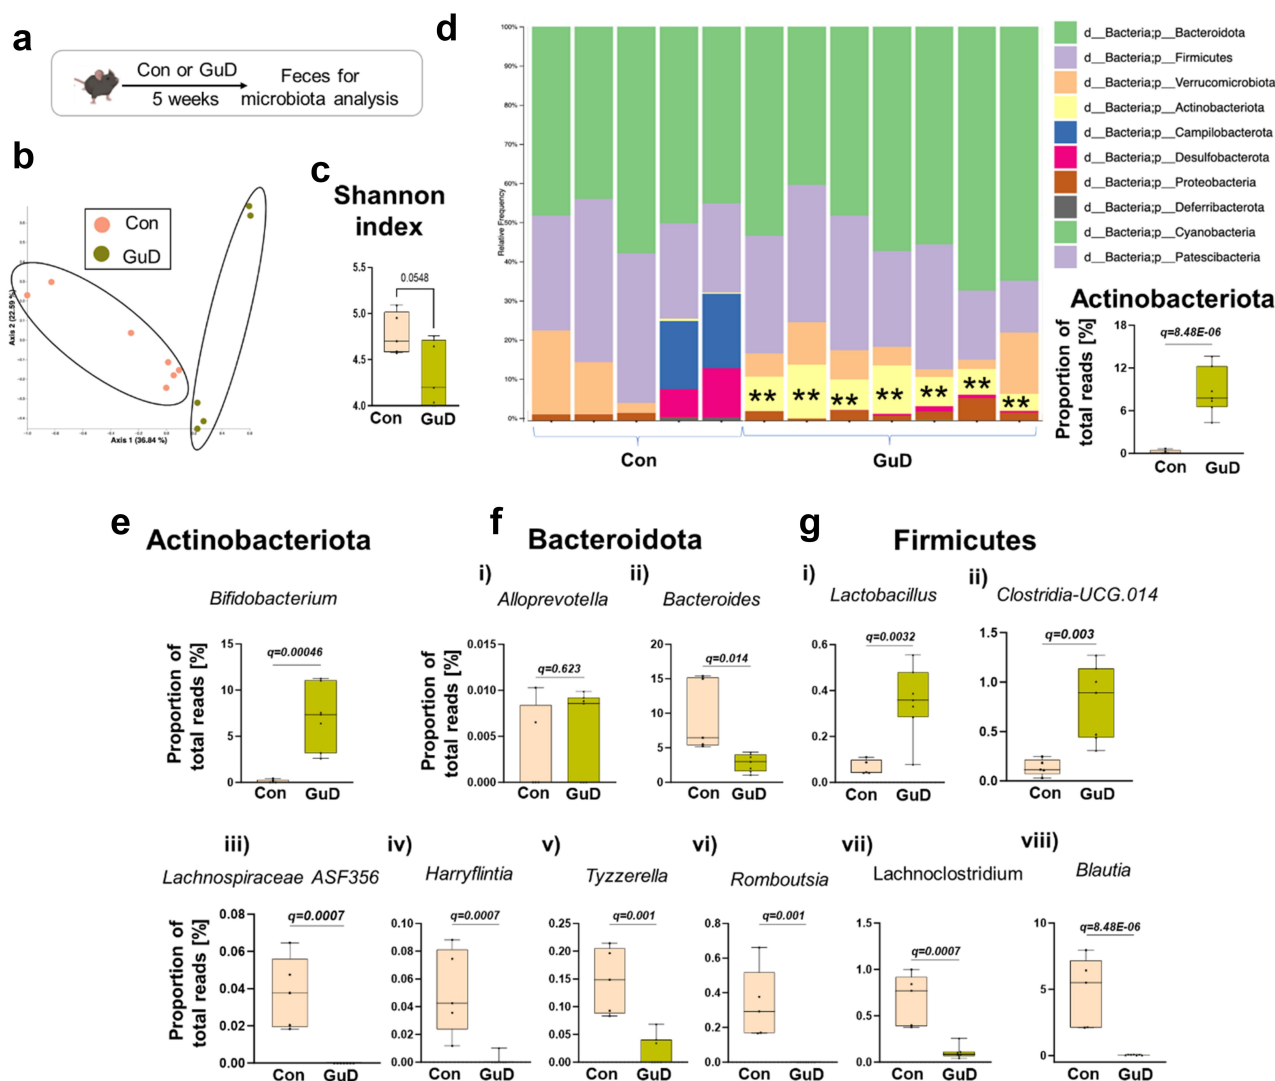 a
Con or GuD
5 weeks
Feces for
microbiota analysis
b
Con
GuD
Axis 2 (22.59 %)
Axis 1 (36.84 %)
c
Shannon
index
5.5
5.0
4.5
4.0
0.0548
Con GuD
d
Relative Frequency
100%
90%
80%
70%
60%
50%
40%
30%
20%
10%
0%
** ** ** ** ** ** **
Con
GuD
d__Bacteria;p__Bacteroidota
d__Bacteria;p__Firmicutes
d__Bacteria;p__Verrucomicrobiota
d__Bacteria;p__Actinobacteriota
d__Bacteria;p__Campilobacterota
d__Bacteria;p__Desulfobacterota
d__Bacteria;p__Proteobacteria
d__Bacteria;p__Deferribacterota
d__Bacteria;p__Cyanobacteria
d__Bacteria;p__Patescibacteria
Actinobacteriota
Proportion of
total reads [%]
18
12
6
0
q=8.48E-06
Con GuD
e
Actinobacteriota
Bifidobacterium
Proportion of
total reads [%]
15
10
5
0
q=0.00046
Con GuD
f
Bacteroidota
i)
Alloprevotella
Proportion of
total reads [%]
0.015
0.010
0.005
0.000
q=0.623
Con GuD
ii)
Bacteroides
20
15
10
5
0
q=0.014
Con GuD
g
Firmicutes
i)
Lactobacillus
Proportion of
total reads [%]
0.6
0.4
0.2
0.0
q=0.0032
Con GuD
ii)
Clostridia-UCG.014
1.5
1.0
0.5
0.0
q=0.003
Con GuD
iii)
Lachnospiraceae ASF356
Proportion of
total reads [%]
0.08
0.06
0.04
0.02
0.00
q=0.0007
Con GuD
iv)
Harryflintia
0.10
0.08
0.06
0.04
0.02
0.00
q=0.0007
Con GuD
v)
Tyzzerella
0.25
0.20
0.15
0.10
0.05
0.00
q=0.001
Con GuD
vi)
Romboutsia
0.8
0.6
0.4
0.2
0.0
q=0.001
Con GuD
vii)
Lachnoclostridium
1.5
1.0
0.5
0.0
q=0.0007
Con GuD
viii)
Blautia
10
5
0
q=8.48E-06
Con GuD